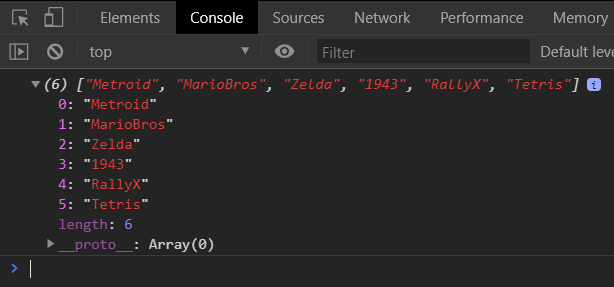 Elements Console Sources Network Performance Memory
top Filter Default leve
(6) ["Metroid", "MarioBros", "Zelda", "1943", "RallyX", "Tetris"] i
0: "Metroid"
1: "MarioBros"
2: "Zelda"
3: "1943"
4: "RallyX"
5: "Tetris"
length: 6
__proto__: Array(0)